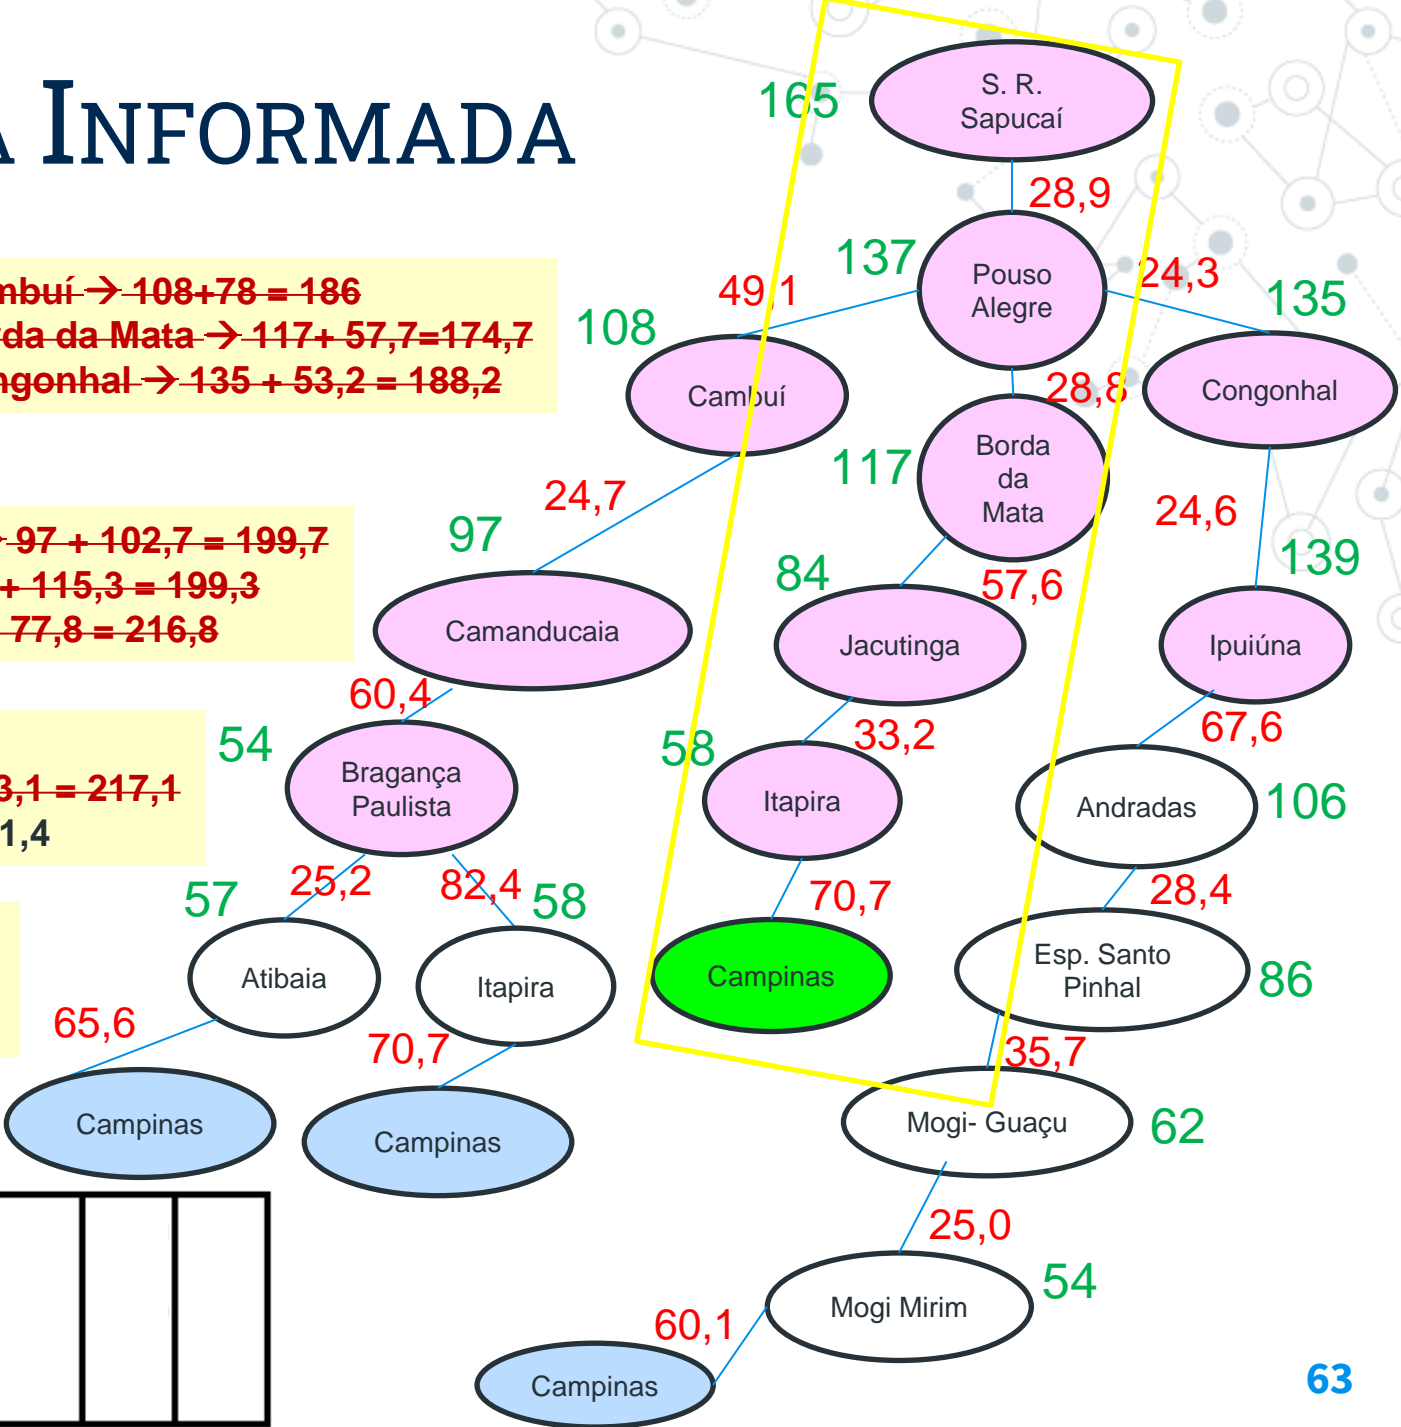 A INFORMADA
mbuí → 108+78 = 186
rda da Mata → 117+ 57,7=174,7
ngonhal → 135 + 53,2 = 188,2
97 + 102,7 = 199,7
+ 115,3 = 199,3
77,8 = 216,8
3,1 = 217,1
1,4
165
S. R.
Sapucaí
28,9
137
Pouso
Alegre
49,1
24,3
135
108
Cambuí
28,8
Congonhal
117
Borda
da
Mata
24,7
24,6
97
84
57,6
139
Camanducaia
Jacutinga
Ipuiúna
60,4
33,2
67,6
54
Bragança
Paulista
58
Itapira
Andradas
106
57
25,2
82,4
58
70,7
28,4
Atibaia
Itapira
Campinas
Esp. Santo
Pinhal
86
65,6
70,7
35,7
Campinas
Campinas
Mogi- Guaçu
62
25,0
Mogi Mirim
54
60,1
Campinas
63